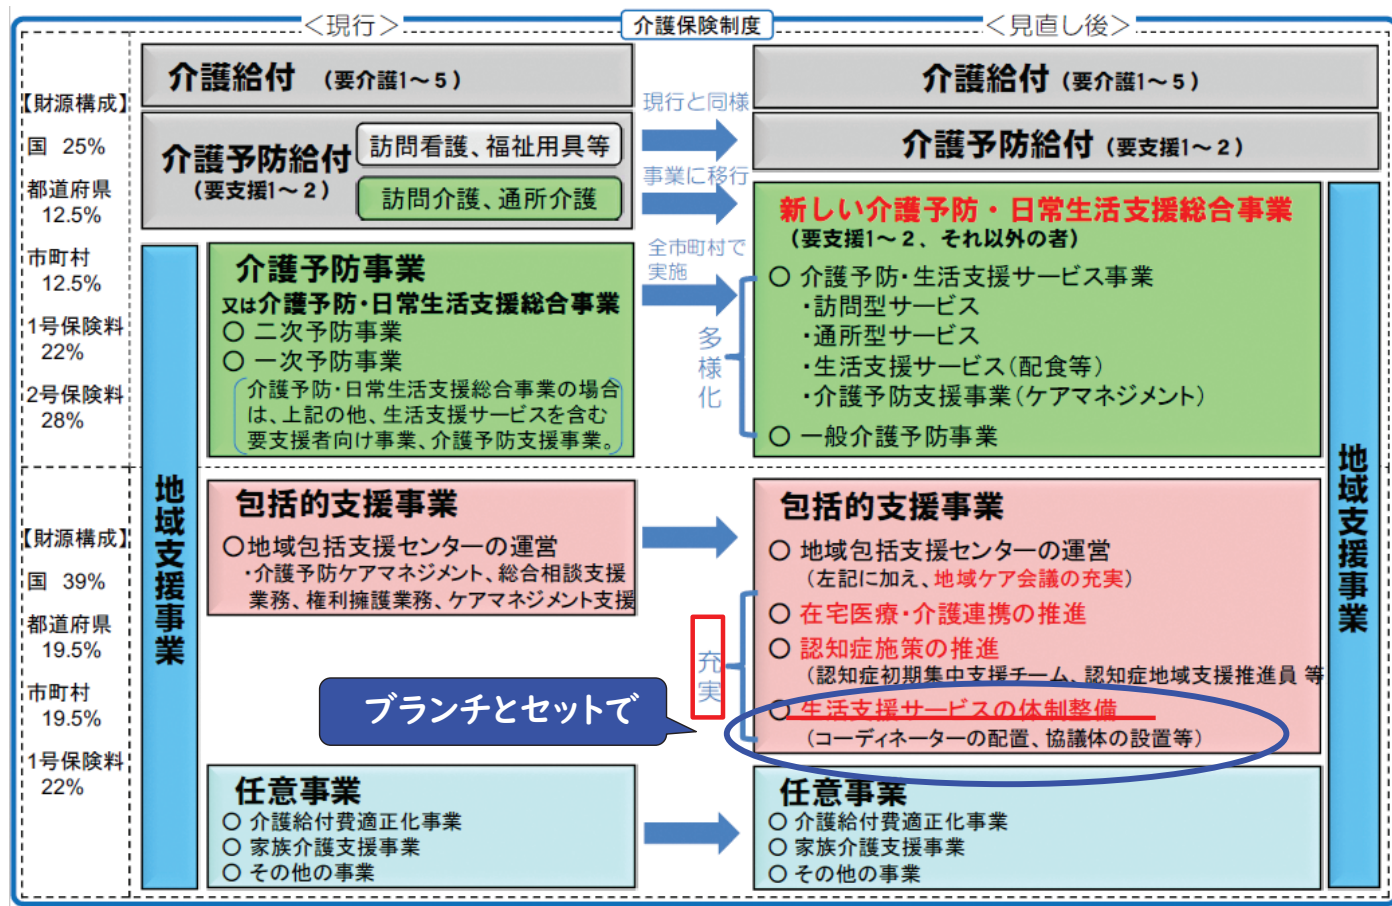 介護保険制度
＜現行＞
＜見直し後＞
【財源構成】
国 25%
都道府県
12.5%
市町村
12.5%
1号保険料
22%
2号保険料
28%
【財源構成】
国 39%
都道府県
19.5%
市町村
19.5%
1号保険料
22%
介護給付 （要介護1～5）
介護予防給付
（要支援1～2）
訪問看護、福祉用具等
訪問介護、通所介護
地域支援事業
介護予防事業
又は介護予防・日常生活支援総合事業
○ 二次予防事業
○ 一次予防事業
介護予防・日常生活支援総合事業の場合
は、上記の他、生活支援サービスを含む
要支援者向け事業、介護予防支援事業。
包括的支援事業
○地域包括支援センターの運営
・介護予防ケアマネジメント、総合相談支援
業務、権利擁護業務、ケアマネジメント支援
任意事業
○ 介護給付費適正化事業
○ 家族介護支援事業
○ その他の事業
現行と同様
事業に移行
全市町村で
実施
多様化
充実
ブランチとセットで
介護給付（要介護1～5）
介護予防給付（要支援1～2）
新しい介護予防・日常生活支援総合事業
（要支援1～2、それ以外の者）
○ 介護予防・生活支援サービス事業
・訪問型サービス
・通所型サービス
・生活支援サービス（配食等）
・介護予防支援事業（ケアマネジメント）
○ 一般介護予防事業
包括的支援事業
○ 地域包括支援センターの運営
（左記に加え、地域ケア会議の充実）
○ 在宅医療・介護連携の推進
○ 認知症施策の推進
（認知症初期集中支援チーム、認知症地域支援推進員 等
○ 生活支援サービスの体制整備
（コーディネーターの配置、協議体の設置等）
任意事業
○ 介護給付費適正化事業
○ 家族介護支援事業
○ その他の事業
地域支援事業